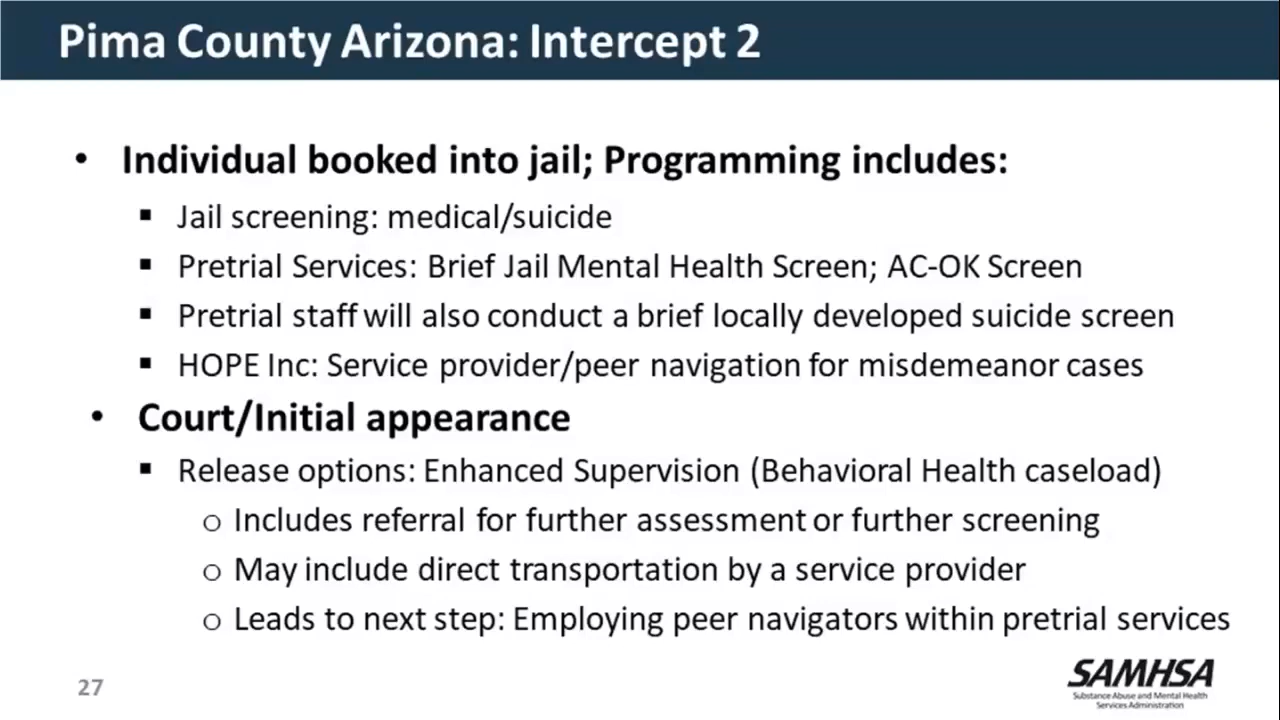 Pima County Arizona: Intercept 2
• Individual booked into jail; Programming includes:
▪ Jail screening: medical/suicide
▪ Pretrial Services: Brief Jail Mental Health Screen; AC-OK Screen
▪ Pretrial staff will also conduct a brief locally developed suicide screen
▪ HOPE Inc: Service provider/peer navigation for misdemeanor cases
• Court/Initial appearance
▪ Release options: Enhanced Supervision (Behavioral Health caseload)
o Includes referral for further assessment or further screening
o May include direct transportation by a service provider
o Leads to next step: Employing peer navigators within pretrial services
27
SAMHSA
Substance Abuse and Mental Health
Services Administration